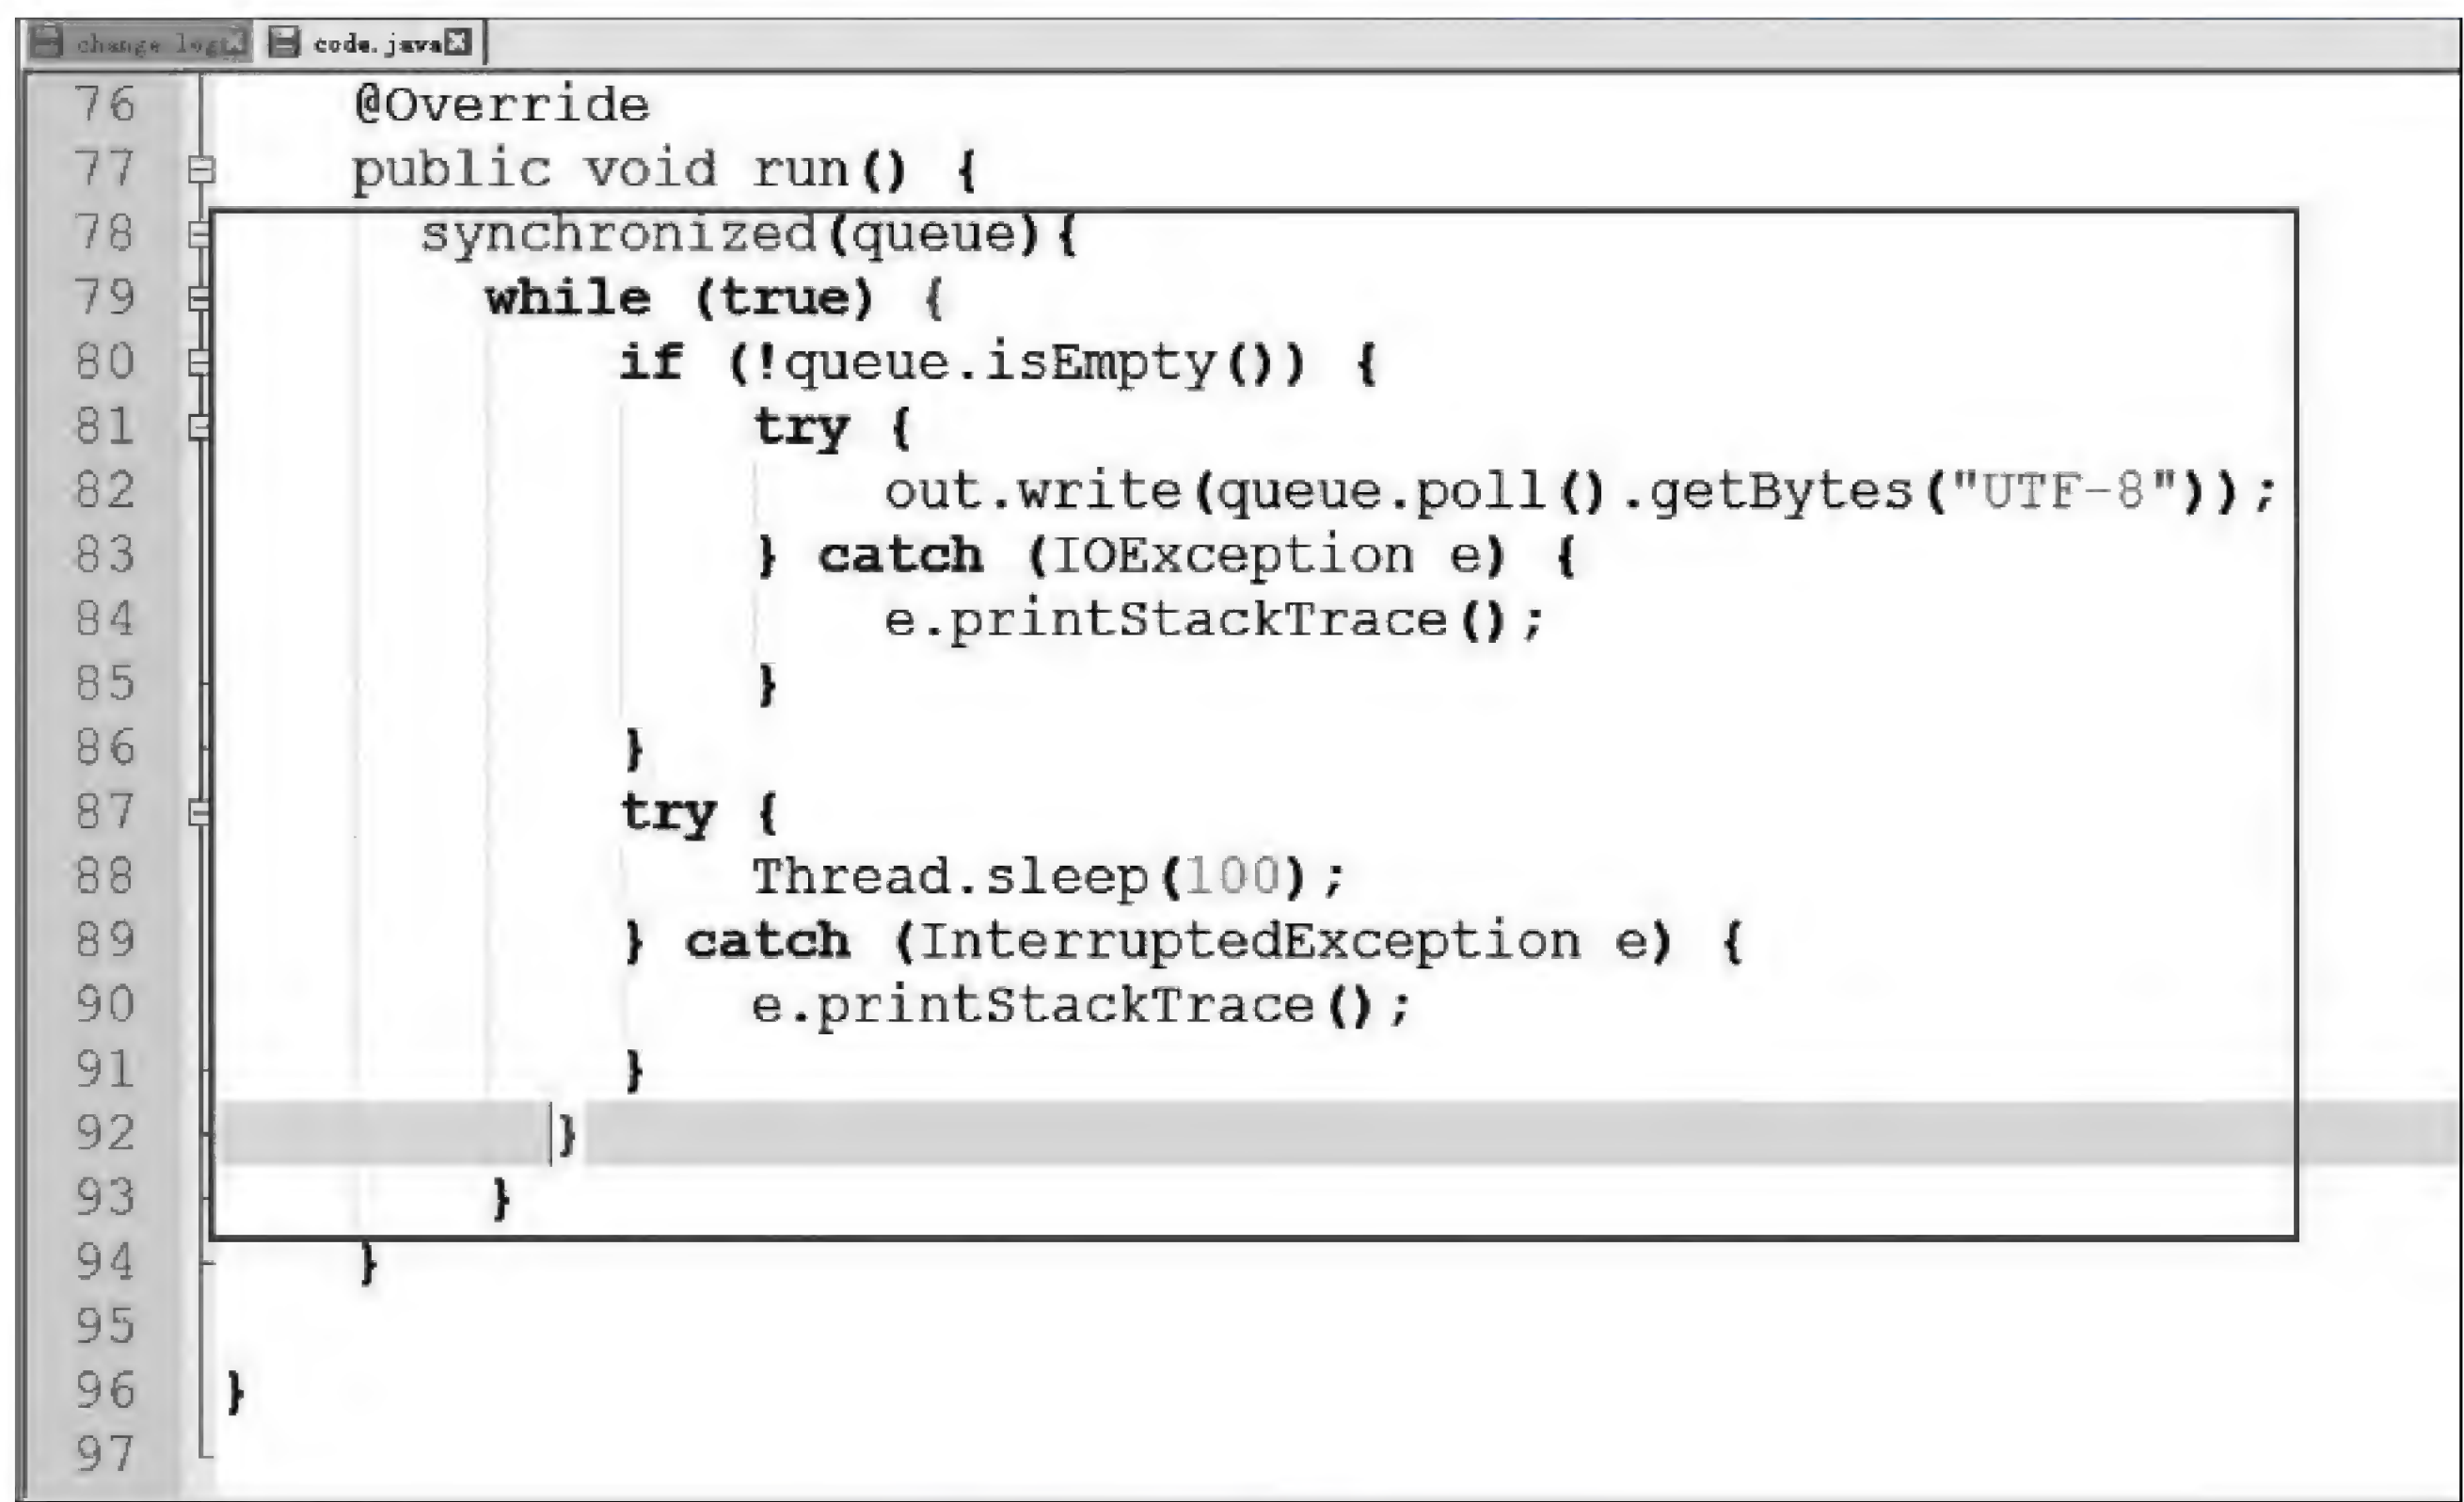 change log code.java
76 @Override
77 public void run() {
78 synchronized(queue){
79 while (true) {
80 if (!queue.isEmpty()) {
81 try {
82 out.write(queue.poll().getBytes("UTF-8"));
83 } catch (IOException e) {
84 e.printStackTrace();
85 }
86 }
87 try {
88 Thread.sleep(100);
89 } catch (InterruptedException e) {
90 e.printStackTrace();
91 }
92 }
93 }
94 }
95
96 }
97